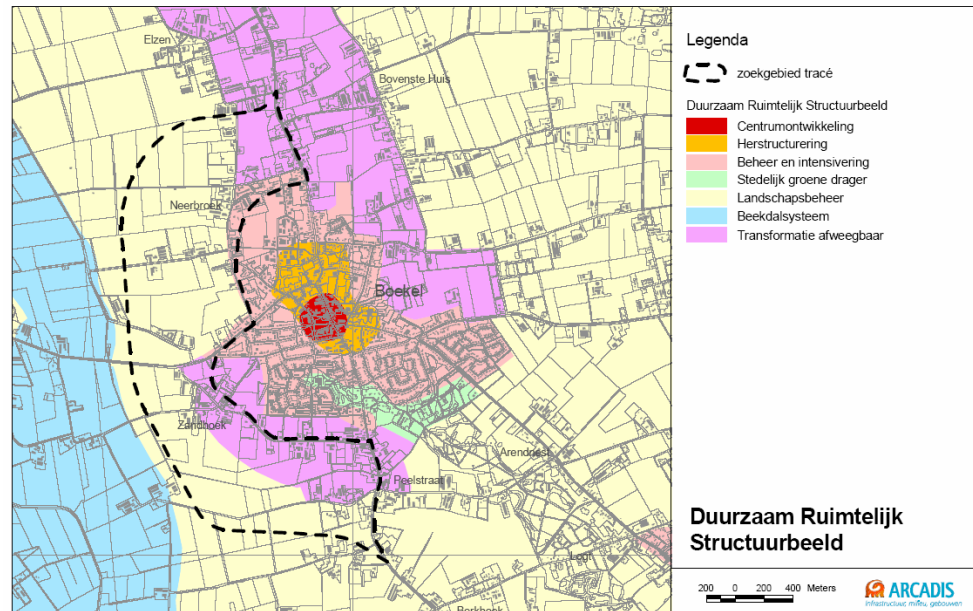 Elzen
Bovenste Huis
Neerbroek
Boekel
Zandhoek
Arendnest
Peelstraat
Logt
Berkhoek
Legenda
zoekgebied tracé
Duurzaam Ruimtelijk Structuurbeeld
Centrumontwikkeling
Herstructurering
Beheer en intensivering
Stedelijk groene drager
Landschapsbeheer
Beekdalsysteem
Transformatie afweegbaar
Duurzaam Ruimtelijk
Structuurbeeld
200 0 200 400 Meters
ARCADIS
Infrastructuur, milieu, gebouwen